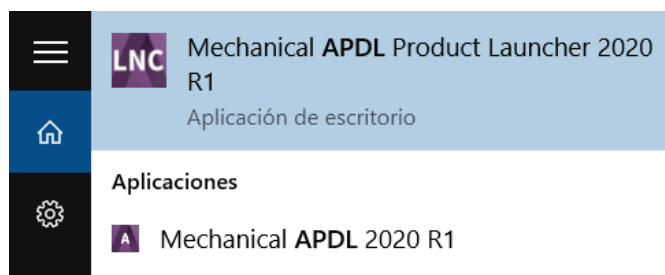 LNC
Mechanical APDL Product Launcher 2020
R1
Aplicación de escritorio
Aplicaciones
A
Mechanical APDL 2020 R1